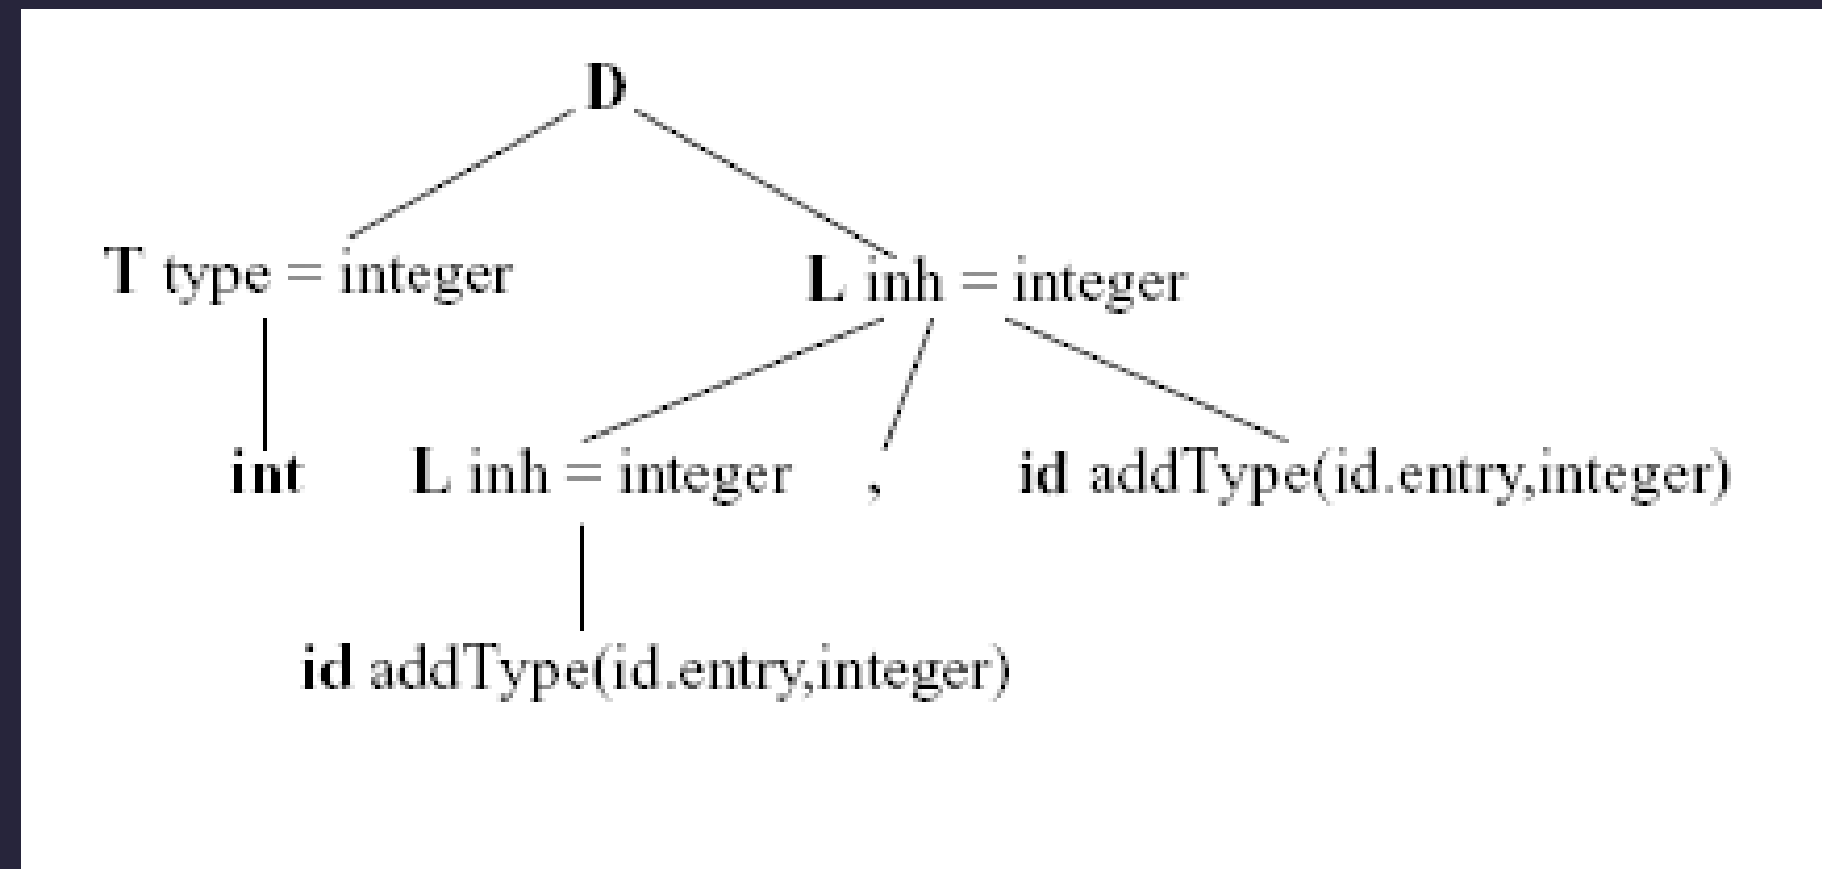 D
T type = integer
L inh = integer
int
L inh = integer
,
id addType(id.entry,integer)
id addType(id.entry,integer)